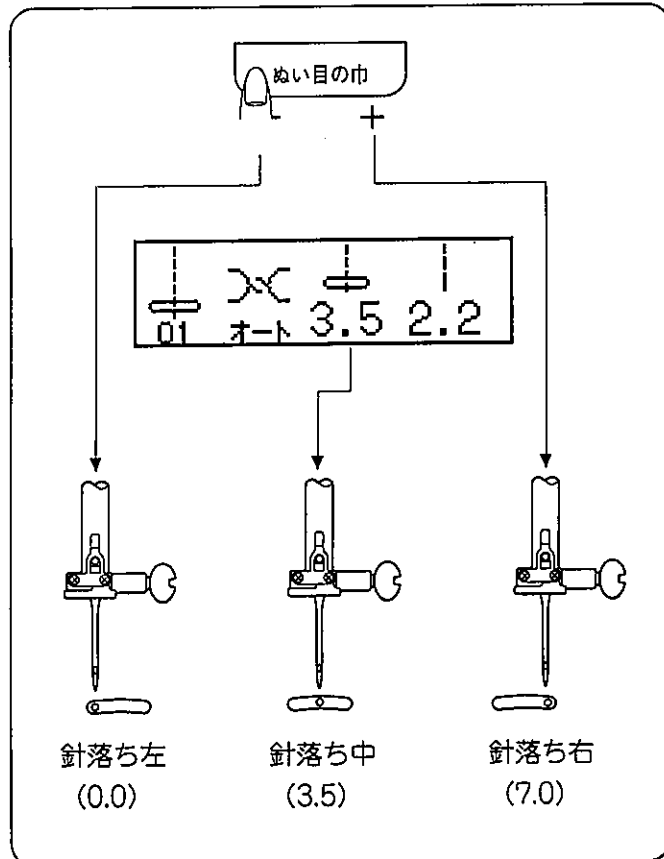 ぬい目の巾
- +
01 オート 3.5 2.2
針落ち左 針落ち中 針落ち右
(0.0) (3.5) (7.0)